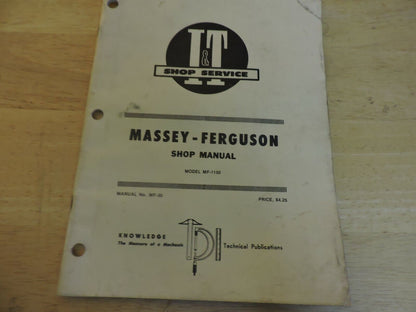 I&T
SHOP SERVICE
MASSEY-FERGUSON
SHOP MANUAL
MODEL MF-1130
MANUAL No. MF-30
PRICE, $4.25
KNOWLEDGE
The Measure of a Mechanic
Technical Publications